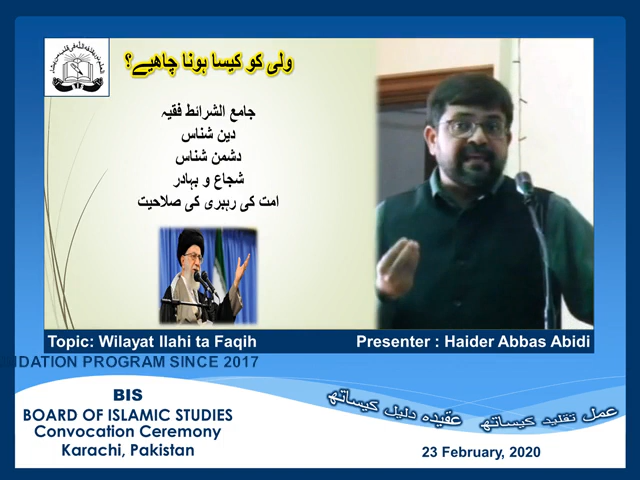 ولی کو کیسا ہونا چاھیے؟
جامع الشرائط فقیہ
دین شناس
دشمن شناس
شجاع و بہادر
امت کی رہبری کی صلاحیت
Topic: Wilayat Ilahi ta Faqih
Presenter : Haider Abbas Abidi
IDATION PROGRAM SINCE 2017
BIS
BOARD OF ISLAMIC STUDIES
Convocation Ceremony
Karachi, Pakistan
عقیدہ دلیل کیساتھ
عمل تقلید کیساتھ
23 February, 2020